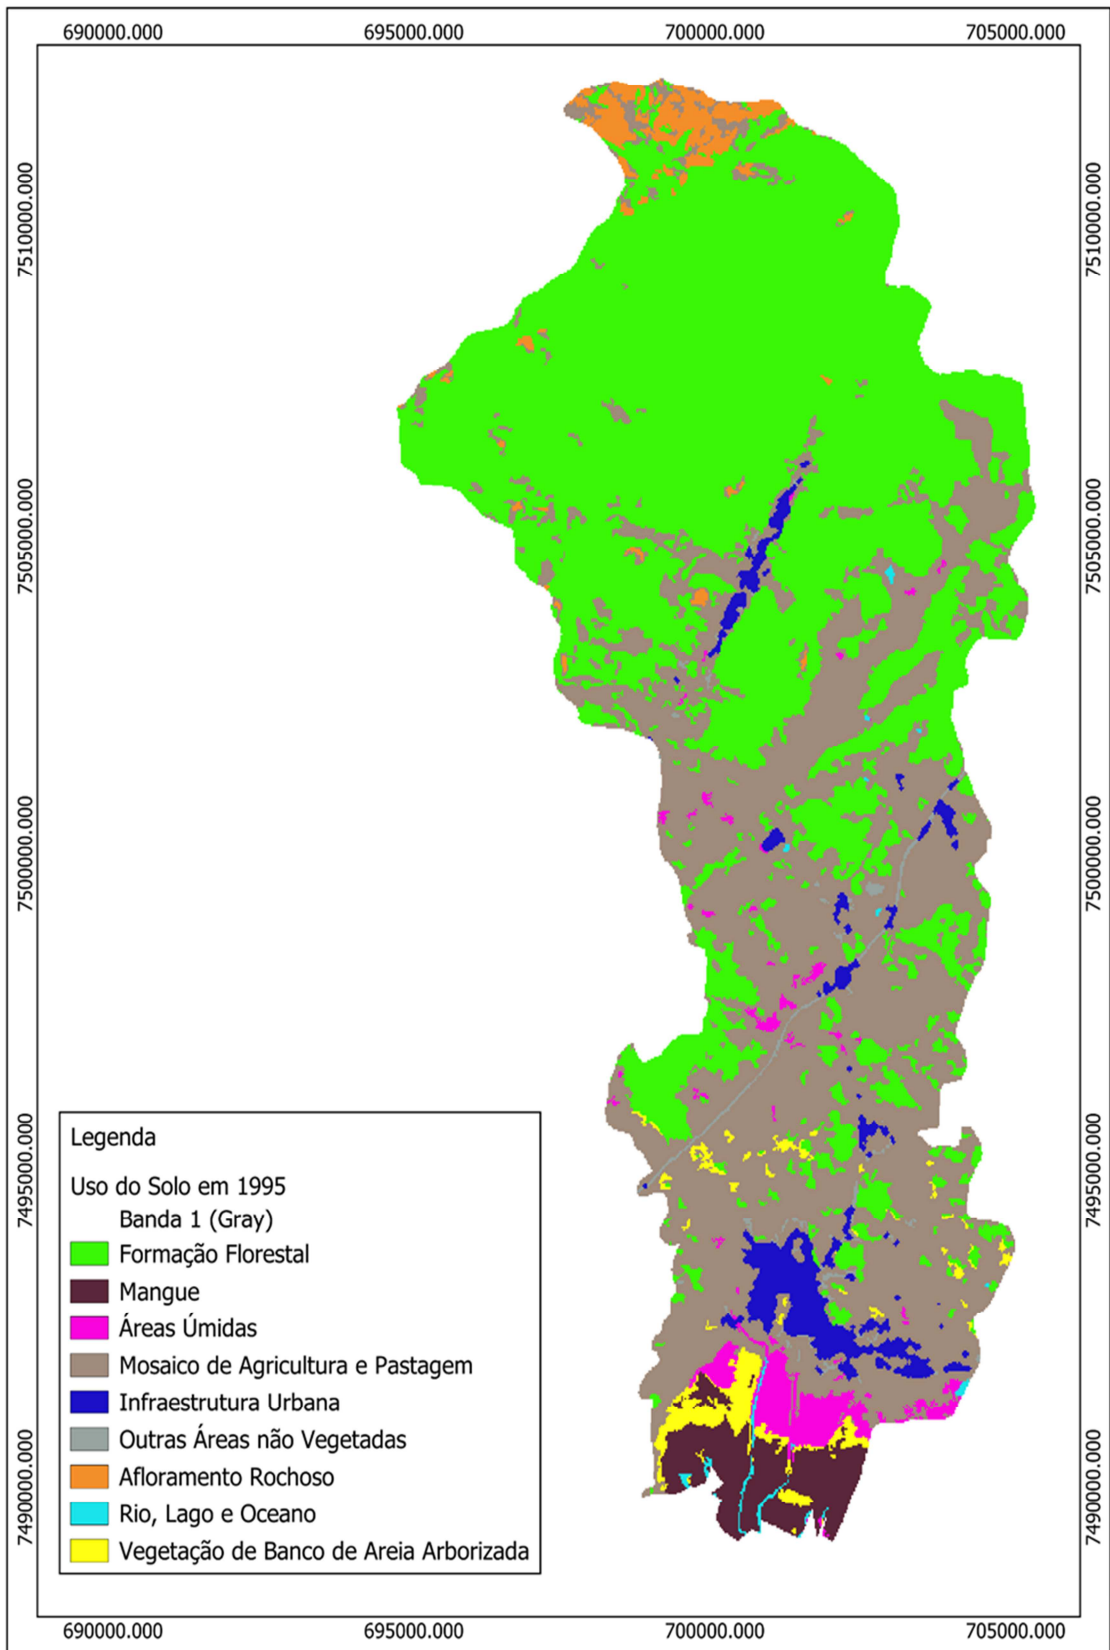 690000.000 695000.000 700000.000 705000.000
7510000.000 7510000.000
7505000.000 7505000.000
7500000.000 7500000.000
7495000.000 7495000.000
7490000.000 7490000.000
Legenda
Uso do Solo em 1995
Banda 1 (Gray)
Formação Florestal
Mangue
Áreas Úmidas
Mosaico de Agricultura e Pastagem
Infraestrutura Urbana
Outras Áreas não Vegetadas
Afloramento Rochoso
Rio, Lago e Oceano
Vegetação de Banco de Areia Arborizada
690000.000 695000.000 700000.000 705000.000